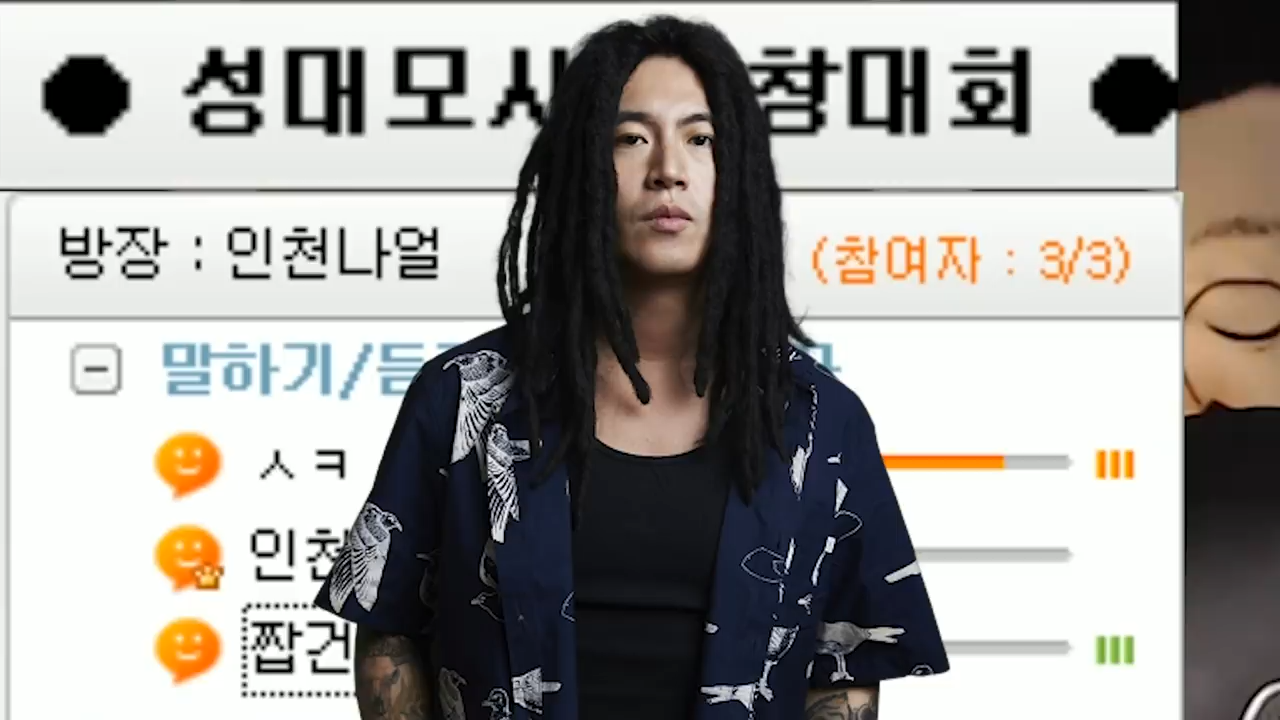 ● 성대모사 창대회 ●
방장 : 인천나얼
(참여자 : 3/3)
말하기/듣
ㅅㅋ
인천
짭건